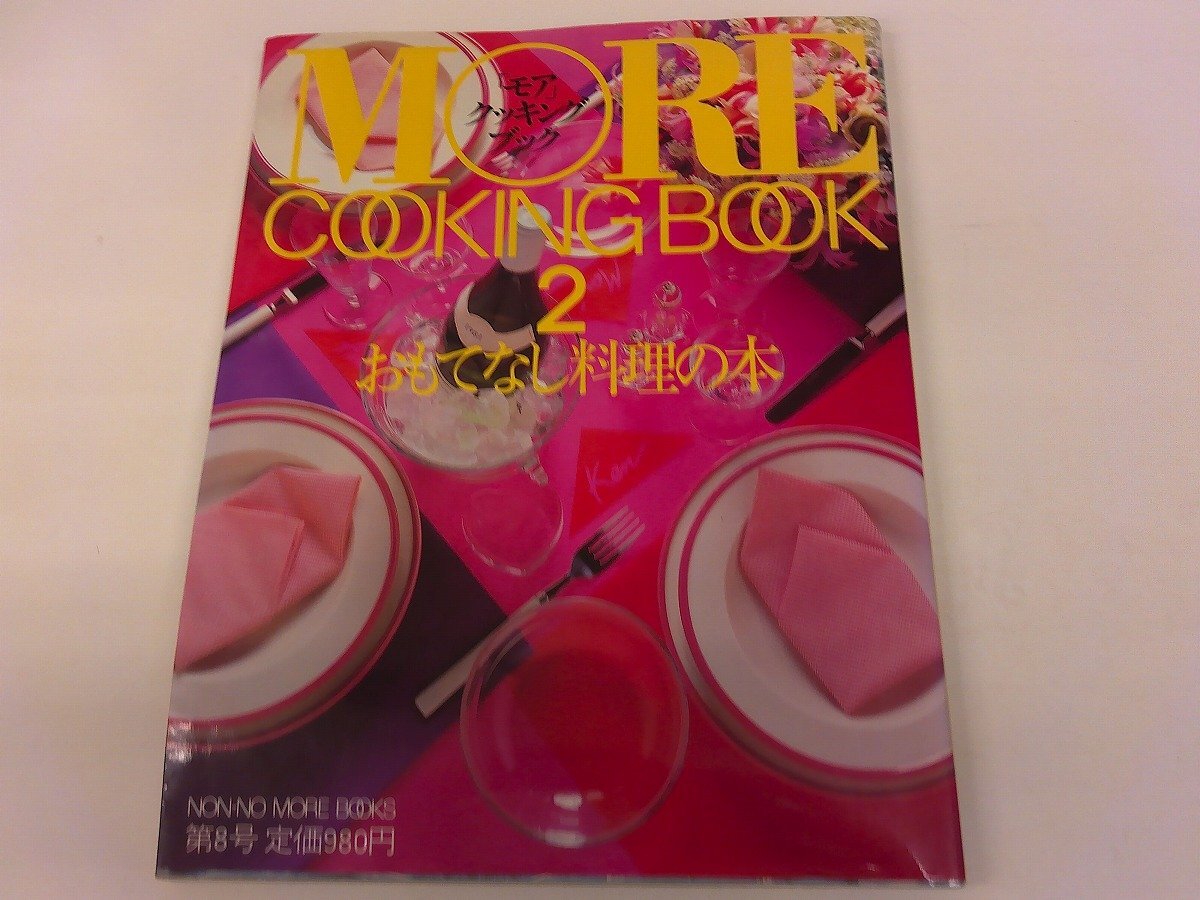 MORE
「モア」
クッキング
ブック
COOKING BOOK
2
おもてなし料理の本
Ken
NON・NO MORE BOOKS
第8号 定価980円